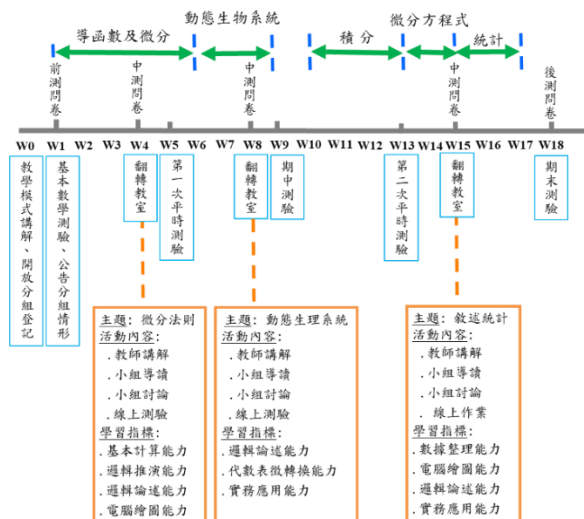 動態生物系統
微分方程式
導函數及微分
積 分
統計
前測問卷
中測問卷
中測問卷
中測問卷
後測問卷
W0 W1 W2 W3 W4 W5 W6 W7 W8 W9 W10 W11 W12 W13 W14 W15 W16 W17 W18
教學模式講解、開放分組登記
基本數學測驗、公告分組情形
翻轉教室
第一次平時測驗
翻轉教室
期中測驗
第二次平時測驗
翻轉教室
期末測驗
主題: 微分法則
活動內容:
．教師講解
．小組導讀
．小組討論
．線上測驗
學習指標:
．基本計算能力
．邏輯推演能力
．邏輯論述能力
．電腦繪圖能力
主題: 動態生理系統
活動內容:
．教師講解
．小組導讀
．小組討論
．線上測驗
學習指標:
．邏輯論述能力
．代數表徵轉換能力
．實務應用能力
主題: 敘述統計
活動內容:
．教師講解
．小組導讀
．小組討論
．線上作業
學習指標:
．數據整理能力
．電腦繪圖能力
．邏輯論述能力
．實務應用能力